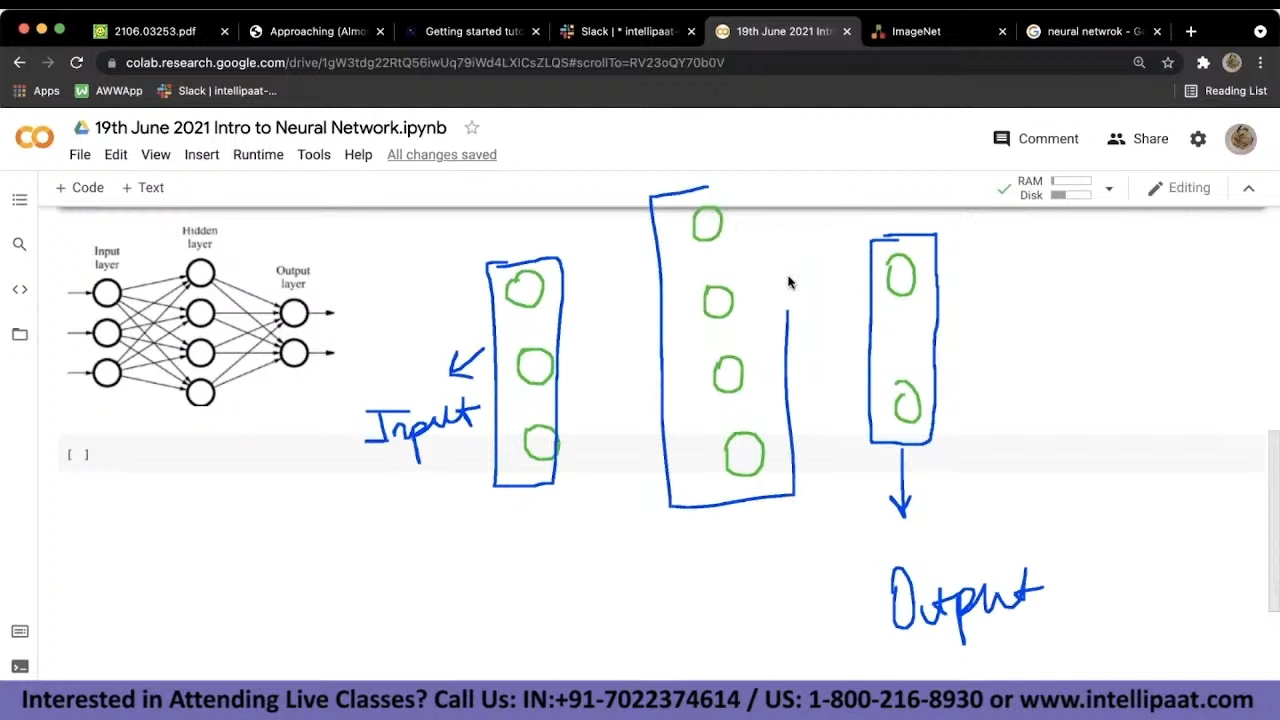 2106.03253.pdf
Approaching (Almo
Getting started tuto
Slack | * intellipaat-
19th June 2021 Intr
ImageNet
neural netwrok - Go
colab.research.google.com/drive/1gW3tdg22RtQ56iwUq79iWd4LXICsZLQS#scrollTo=RV23oQY70b0V
Apps
AWWApp
Slack | intellipaat-...
Reading List
CO
19th June 2021 Intro to Neural Network.ipynb
File Edit View Insert Runtime Tools Help All changes saved
Comment
Share
+ Code + Text
RAM
Disk
Editing
Input
layer
Hidden
layer
Output
layer
Input
[ ]
Output
Interested in Attending Live Classes? Call Us: IN:+91-7022374614 / US: 1-800-216-8930 or www.intellipaat.com